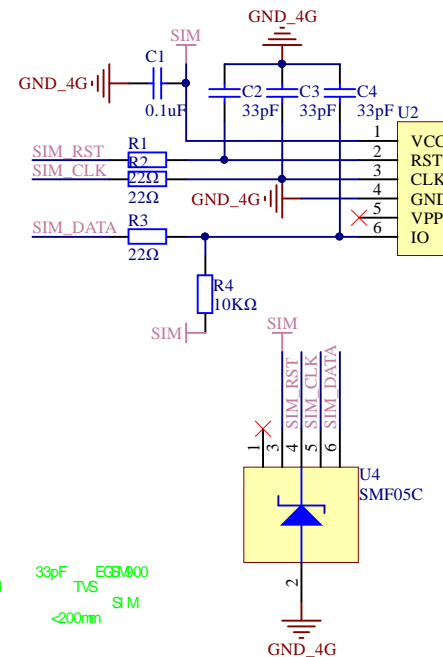 GND_4G
SIM
C1
GND_4G
0.1uF
C2
C3
C4
33pF
33pF
33pF
U2
1
VCC
SIM_RST
R1
2
RST
R2
SIM_CLK
22Ω
3
CLK
22Ω
GND_4G
4
GND
5
VPP
SIM_DATA
R3
6
IO
22Ω
R4
10KΩ
SIM
SIM
SIM_RST
SIM_CLK
SIM_DATA
1
3
4
5
6
U4
SMF05C
2
33pF
TVS
SIM
<200mm
GND_4G